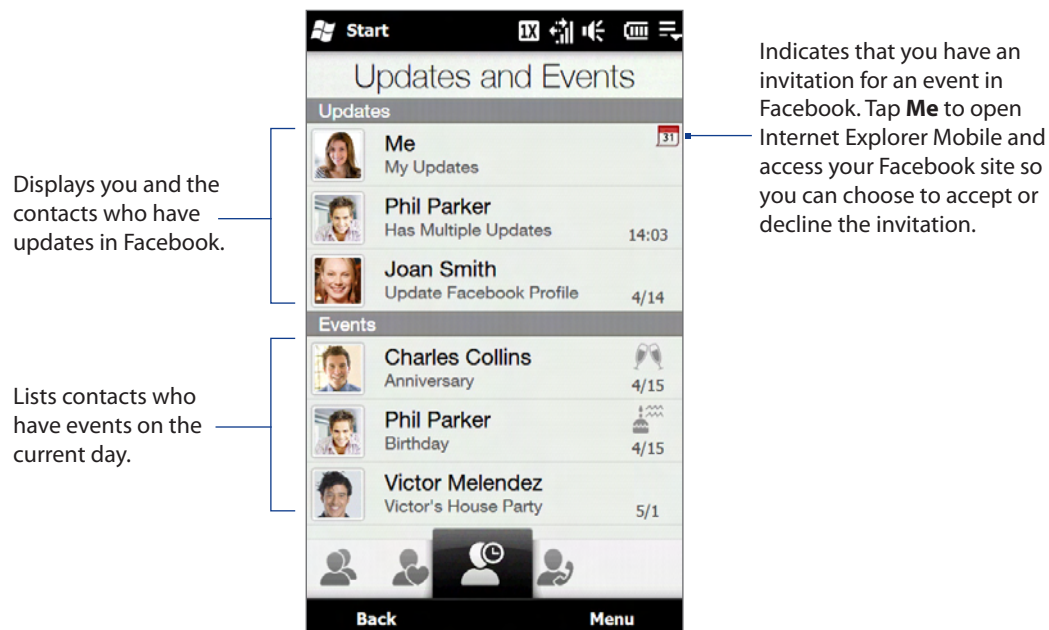 Start
1X
Updates and Events
Updates
Me
31
My Updates
Phil Parker
Has Multiple Updates
14:03
Joan Smith
Update Facebook Profile
4/14
Events
Charles Collins
Anniversary
4/15
Phil Parker
Birthday
4/15
Victor Melendez
Victor's House Party
5/1
Back
Menu
Displays you and the
contacts who have
updates in Facebook.
Lists contacts who
have events on the
current day.
Indicates that you have an
invitation for an event in
Facebook. Tap Me to open
Internet Explorer Mobile and
access your Facebook site so
you can choose to accept or
decline the invitation.